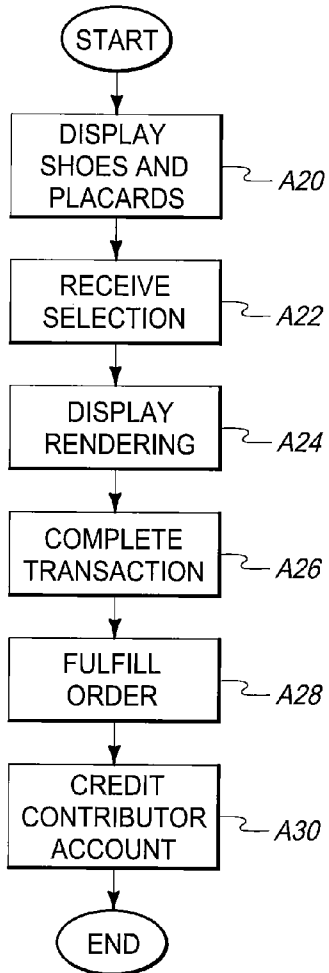 START
DISPLAY
SHOES AND
PLACARDS
A20
RECEIVE
SELECTION
A22
DISPLAY
RENDERING
A24
COMPLETE
TRANSACTION
A26
FULFILL
ORDER
A28
CREDIT
CONTRIBUTOR
ACCOUNT
A30
END